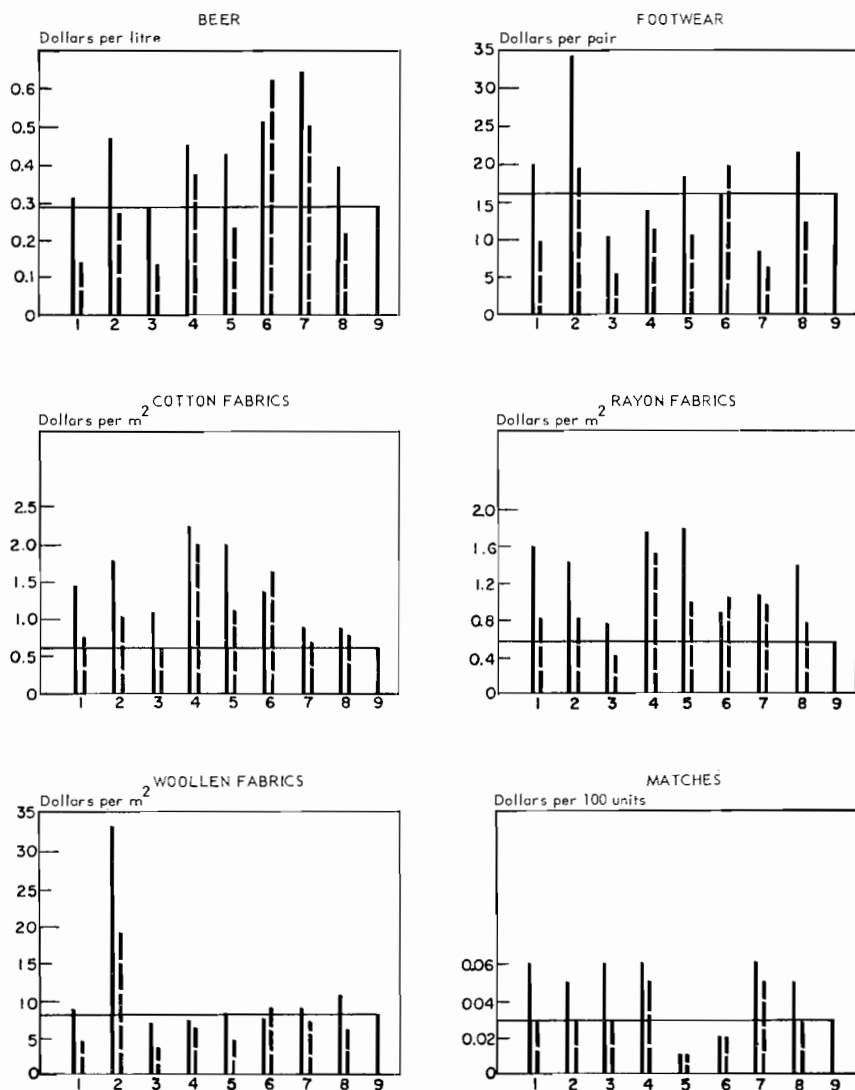 BEER
Dollars per litre
0.6
0.5
0.4
0.3
0.2
0.1
0
1 2 3 4 5 6 7 8 9
FOOTWEAR
Dollars per pair
35
30
25
20
15
10
5
0
1 2 3 4 5 6 7 8 9
COTTON FABRICS
Dollars per m2
2.5
2.0
1.5
1.0
0.5
0
1 2 3 4 5 6 7 8 9
RAYON FABRICS
Dollars per m2
2.0
1.6
1.2
0.8
0.4
0
1 2 3 4 5 6 7 8 9
WOOLLEN FABRICS
Dollars per m2
35
30
25
20
15
10
5
0
1 2 3 4 5 6 7 8 9
MATCHES
Dollars per 100 units
0.06
0.04
0.02
0
1 2 3 4 5 6 7 8 9